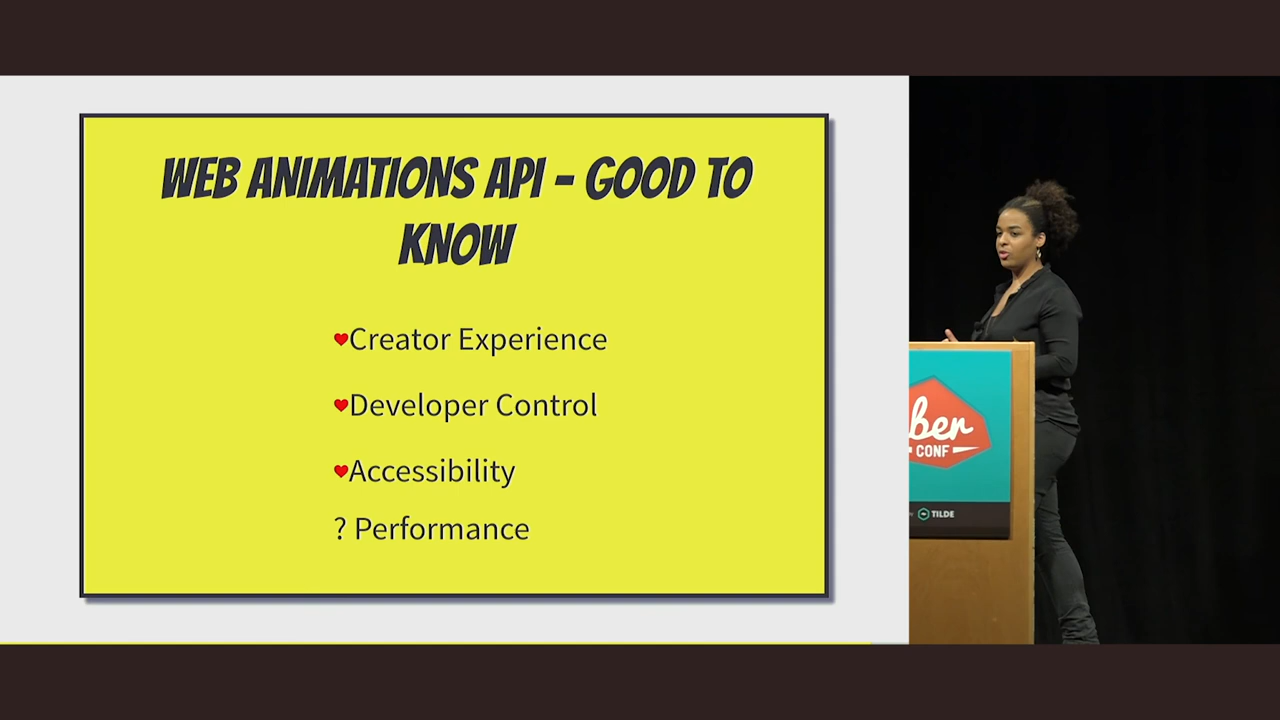 WEB ANIMATIONS API - GOOD TO
KNOW
Creator Experience
Developer Control
Accessibility
? Performance
ber
CONF
TILDE